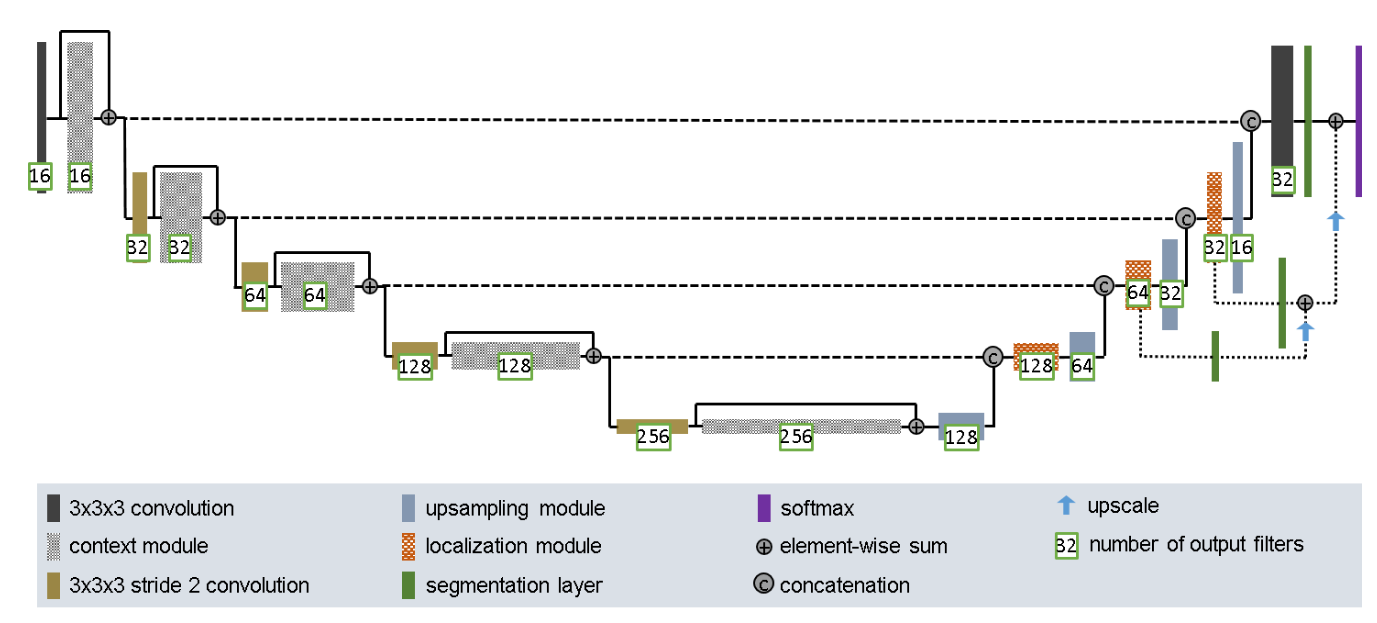 C
16
16
32
32
C
32
16
32
64
64
C
64
32
128
128
C
128
64
256
256
128
3x3x3 convolution
upsampling module
softmax
upscale
context module
localization module
element-wise sum
32 number of output filters
3x3x3 stride 2 convolution
segmentation layer
C concatenation